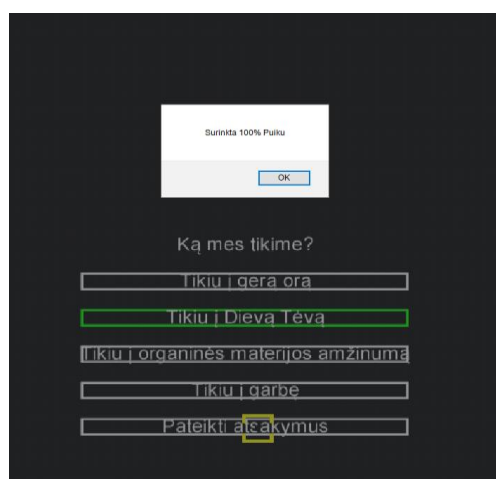 Surinkta 100% Puiku
OK
Ką mes tikime?
Tikiu į gerą orą
Tikiu į Dievą Tėvą
Tikiu į organinės materijos amžinumą
Tikiu į garbę
Pateikti atsakymus